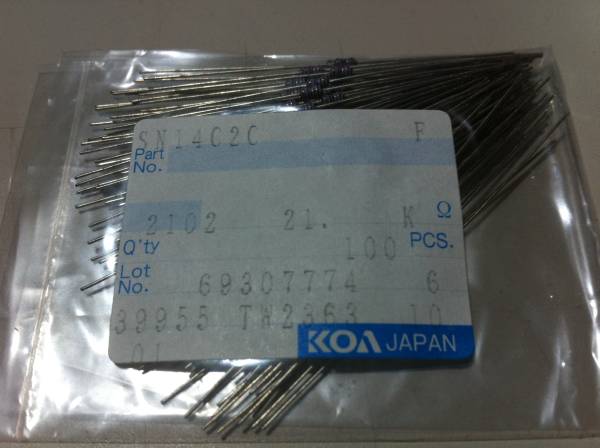 SN14C2C F
Part
No.
2102 21. K Ω
Q'ty 100 PCS.
Lot
No. 69307774 6
39955 TW2363 10
01 KOA JAPAN